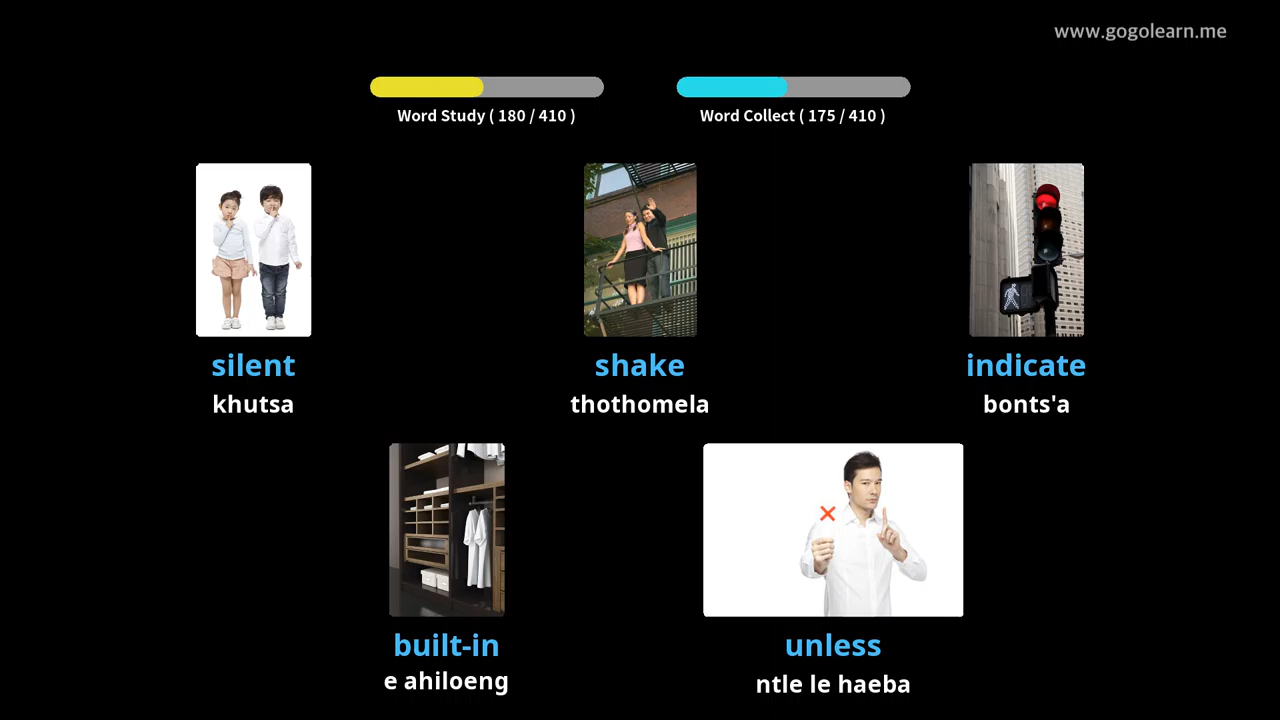 www.gogolearn.me
Word Study ( 180 / 410 )
Word Collect ( 175 / 410 )
silent
khutsa
shake
thothomela
indicate
bonts'a
built-in
e ahiloeng
unless
ntle le haeba